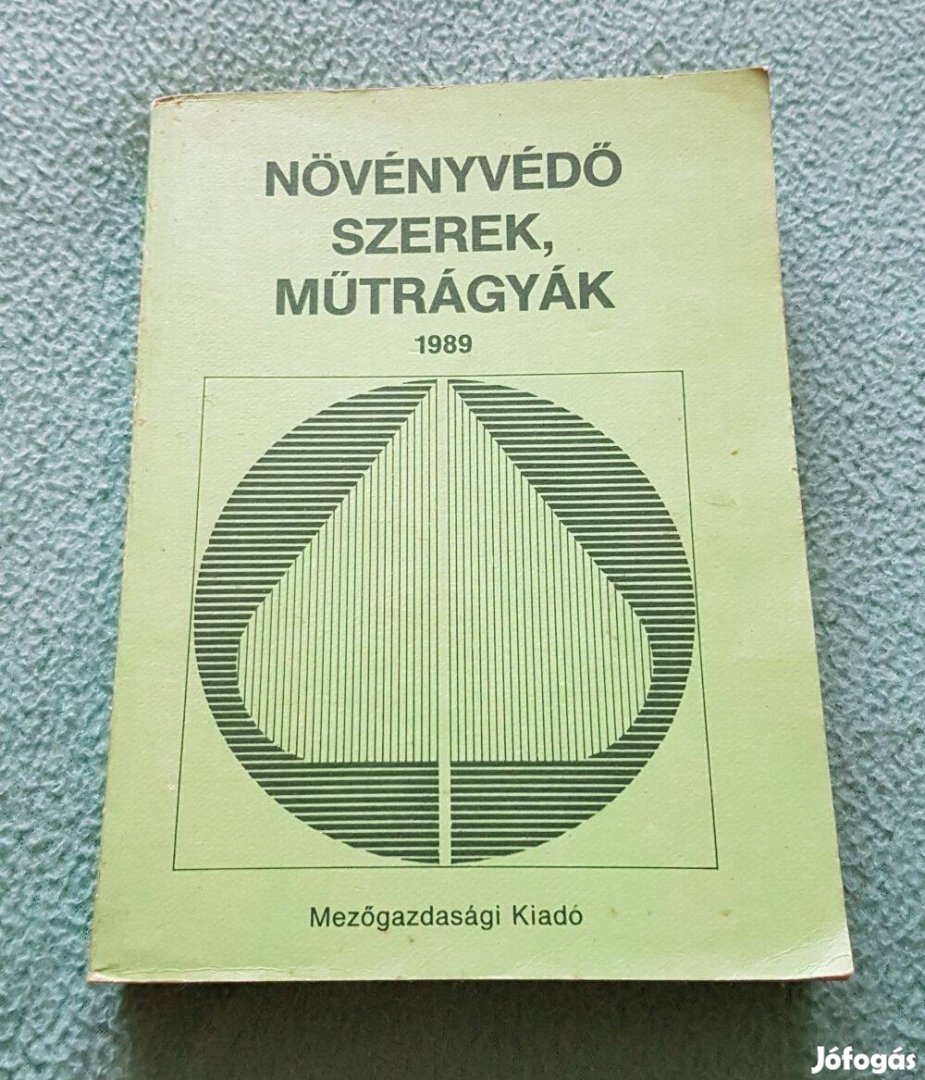 NÖVÉNYVÉDŐ
SZEREK,
MŰTRÁGYÁK
1989
Mezőgazdasági Kiadó
Jófogás